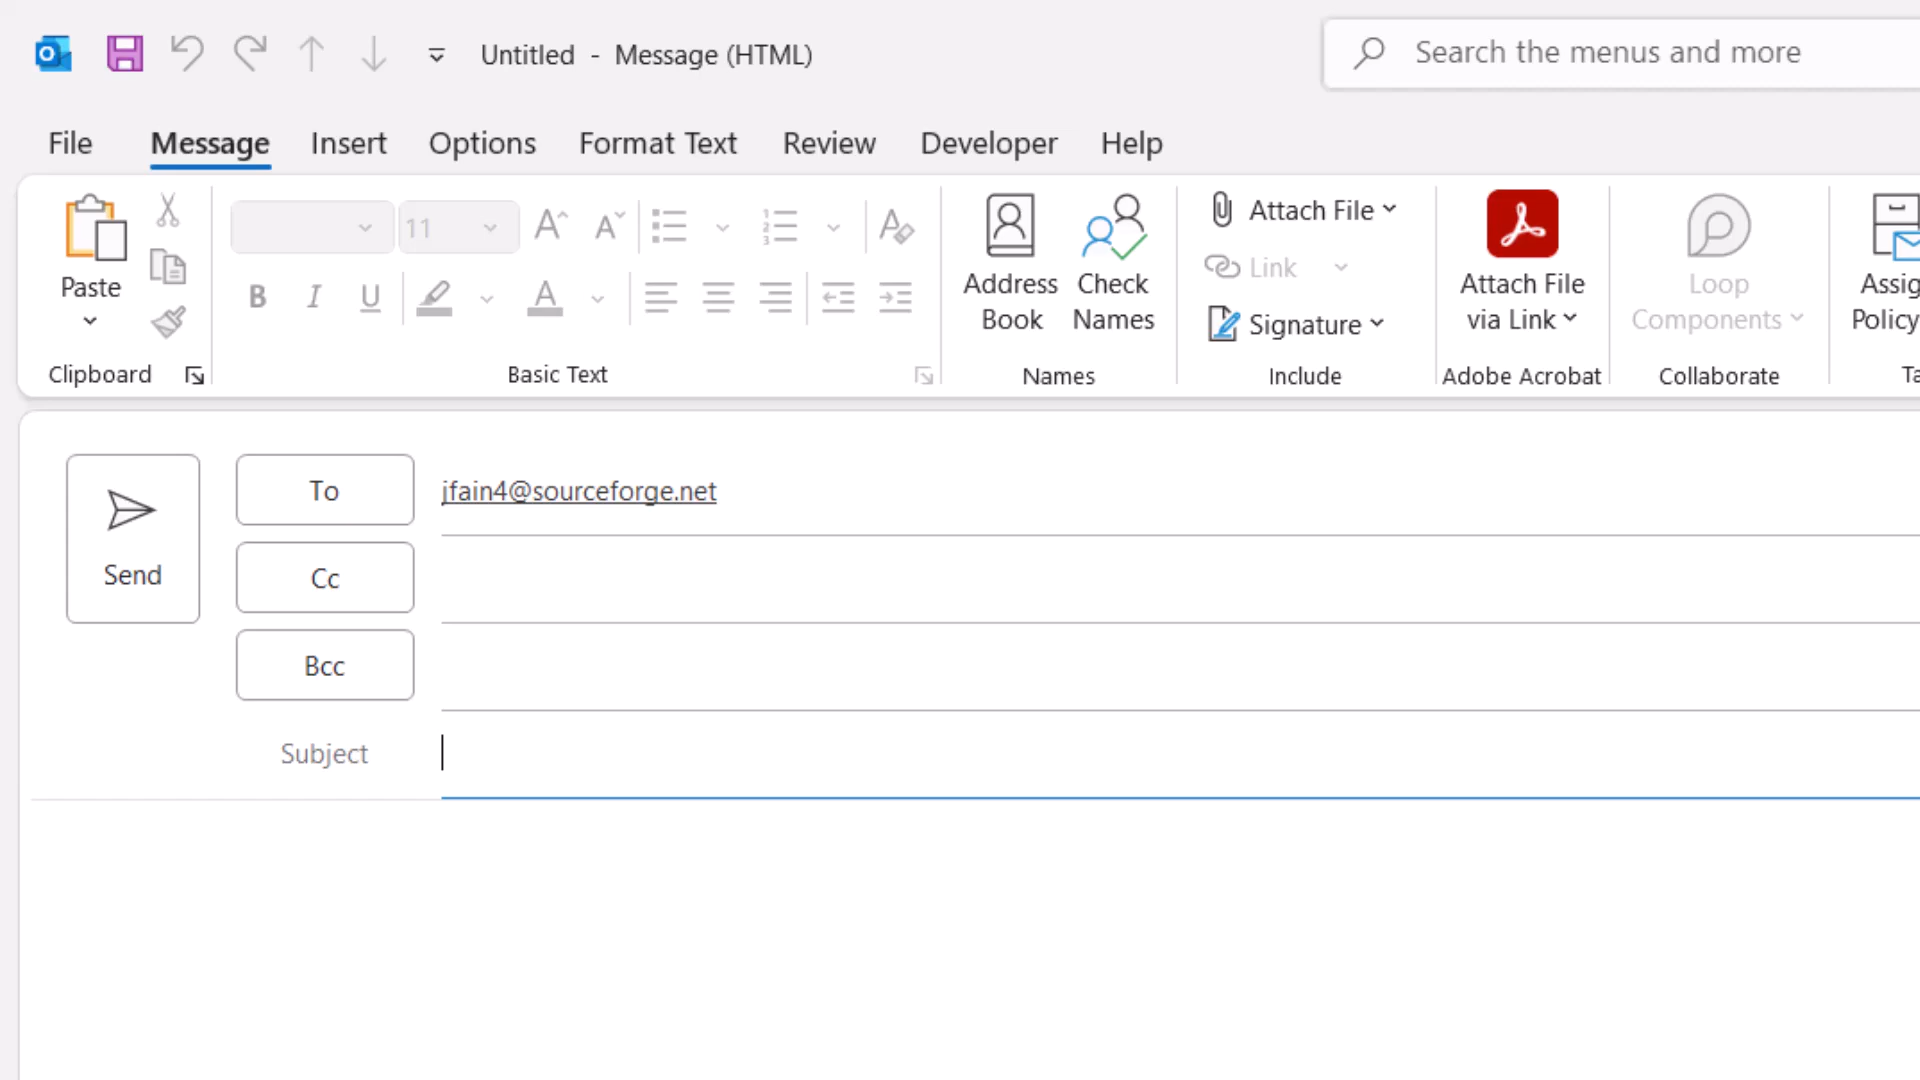 Untitled - Message (HTML)
Search the menus and more
File Message Insert Options Format Text Review Developer Help
Paste
Clipboard
11
B I U
Basic Text
Address Book
Check Names
Names
Attach File
Link
Signature
Include
Attach File via Link
Adobe Acrobat
Loop Components
Collaborate
Policy
Send
To
jfain4@sourceforge.net
Cc
Bcc
Subject